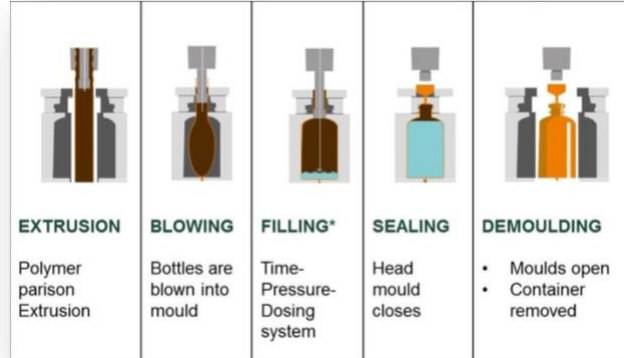 EXTRUSION
Polymer
parison
Extrusion
BLOWING
Bottles are
blown into
mould
FILLING*
Time-
Pressure-
Dosing
system
SEALING
Head
mould
closes
DEMOULDING
• Moulds open
• Container
removed